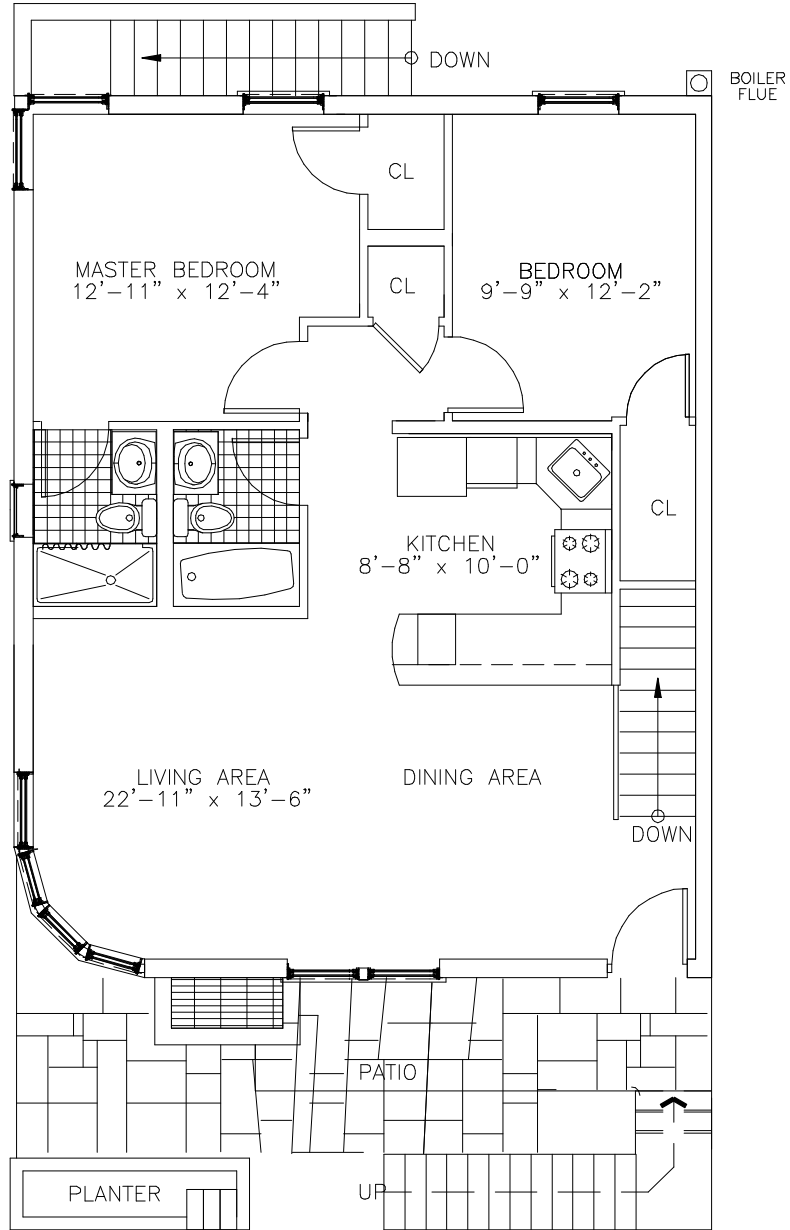 DOWN
BOILER
FLUE
CL
MASTER BEDROOM
12'-11" x 12'-4"
CL
BEDROOM
9'-9" x 12'-2"
KITCHEN
8'-8" x 10'-0"
CL
LIVING AREA
22'-11" x 13'-6"
DINING AREA
DOWN
PATIO
PLANTER
UP